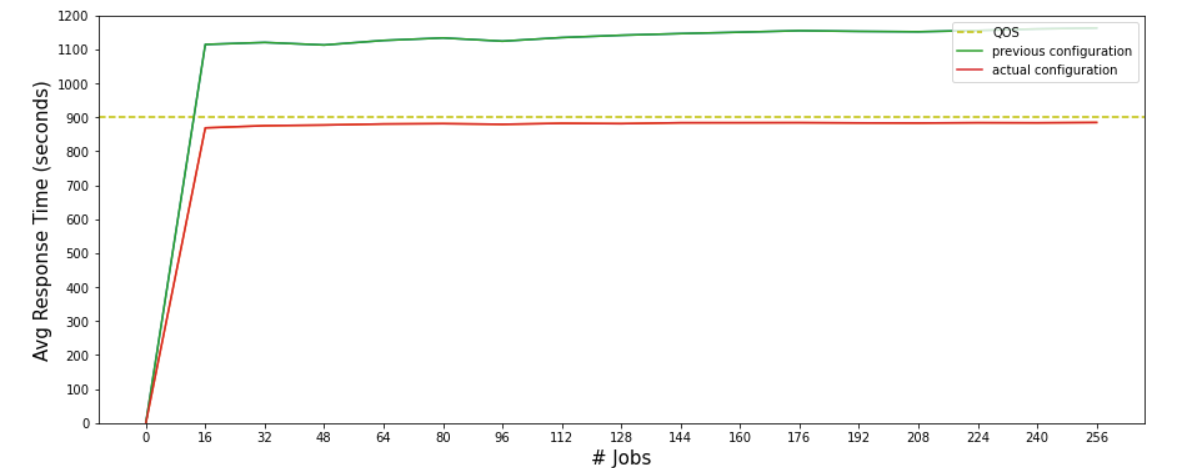 1200
1100
1000
900
800
700
600
500
400
300
200
100
0
Avg Response Time (seconds)
QOS
previous configuration
actual configuration
0 16 32 48 64 80 96 112 128 144 160 176 192 208 224 240 256
# Jobs